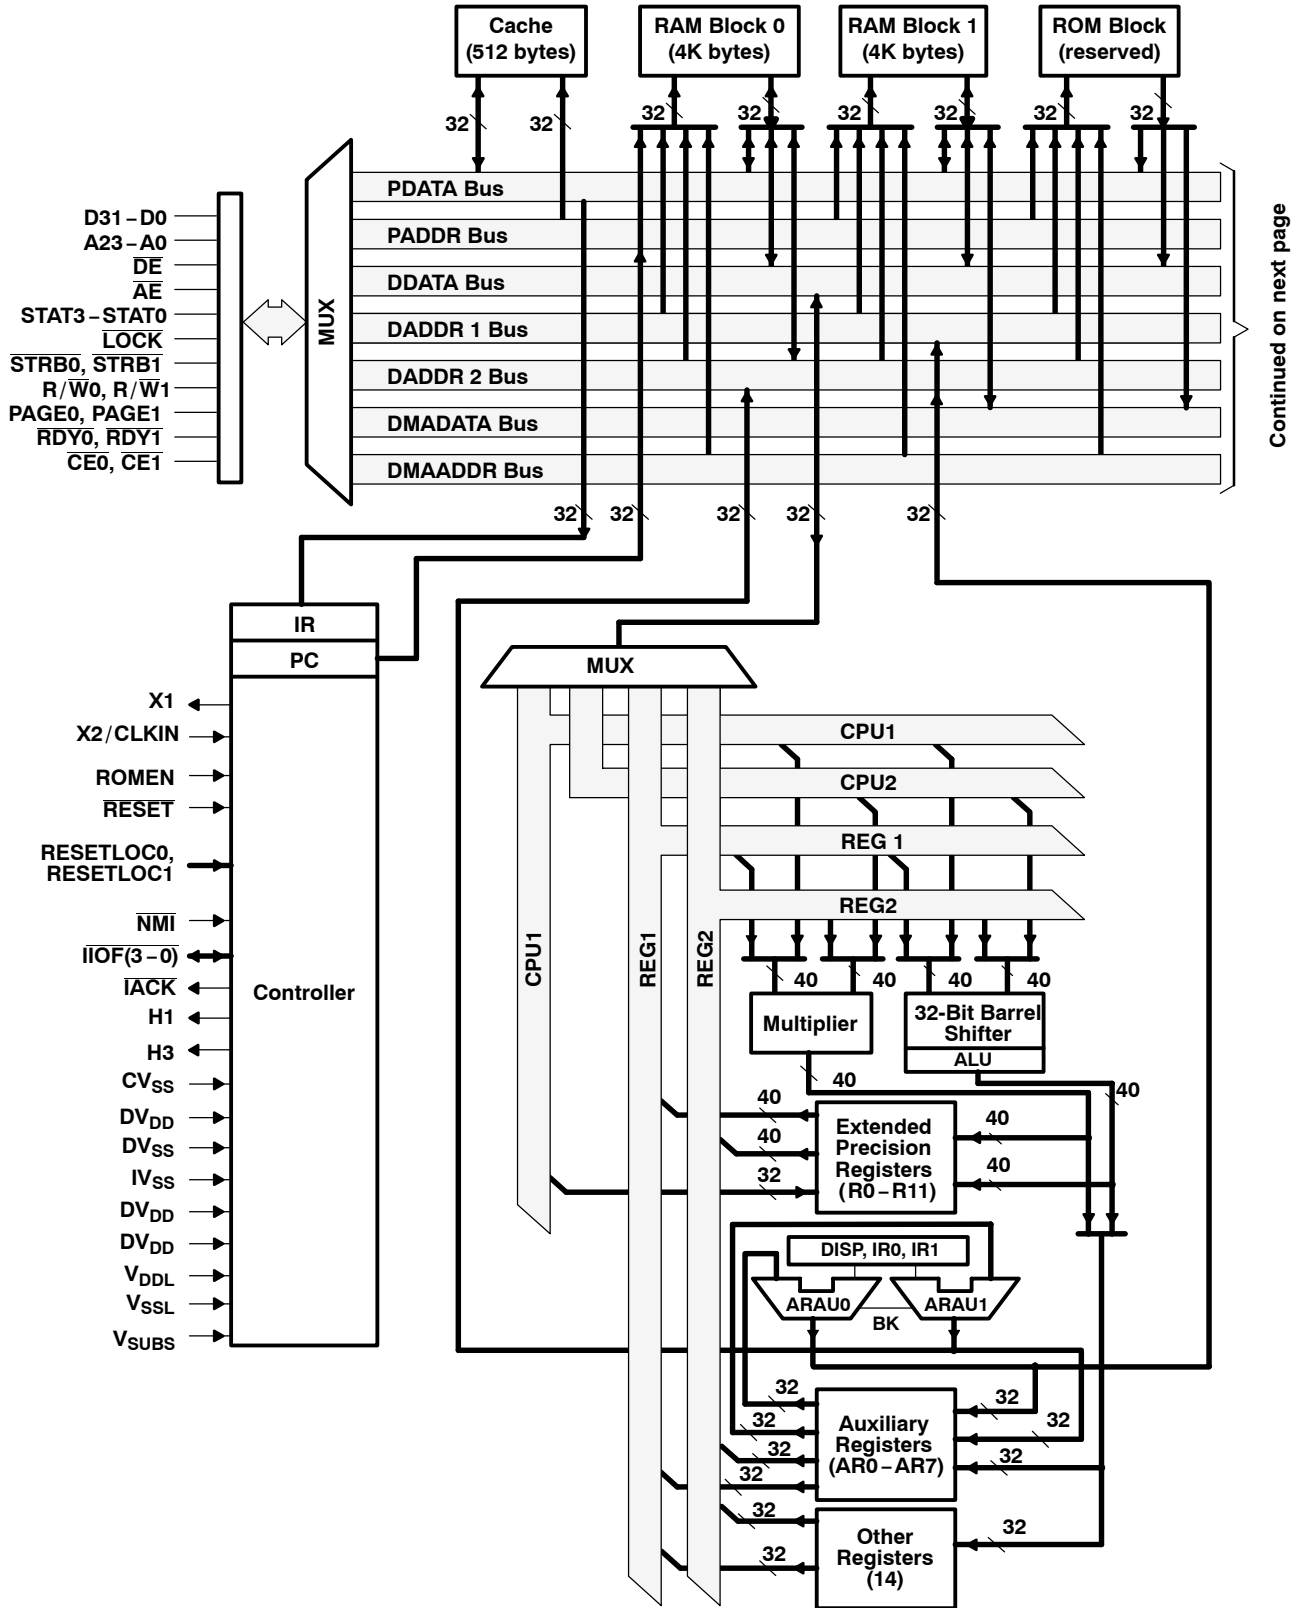 Cache
(512 bytes)
RAM Block 0
(4K bytes)
RAM Block 1
(4K bytes)
ROM Block
(reserved)
32
32
32
32
32
32
32
32
PDATA Bus
PADDR Bus
DDATA Bus
DADDR 1 Bus
DADDR 2 Bus
DMADATA Bus
DMAADDR Bus
MUX
Continued on next page
D31–D0
A23–A0
DE
AE
STAT3–STAT0
LOCK
STRB0, STRB1
R/W0, R/W1
PAGE0, PAGE1
RDY0, RDY1
CE0, CE1
32
32
32
32
32
IR
PC
Controller
X1
X2/CLKIN
ROMEN
RESET
RESETLOC0,
RESETLOC1
NMI
IIOF(3–0)
IACK
H1
H3
CVSS
DVDD
DVSS
IVSS
DVDD
DVDD
VDDL
VSSL
VSUBS
MUX
CPU1
CPU2
REG 1
REG2
CPU1
REG1
REG2
40
40
40
40
Multiplier
32-Bit Barrel
Shifter
ALU
40
40
40
40
32
Extended
Precision
Registers
(R0–R11)
40
40
DISP, IR0, IR1
ARAU0
ARAU1
BK
32
32
32
32
Auxiliary
Registers
(AR0–AR7)
32
32
32
32
32
Other
Registers
(14)
32